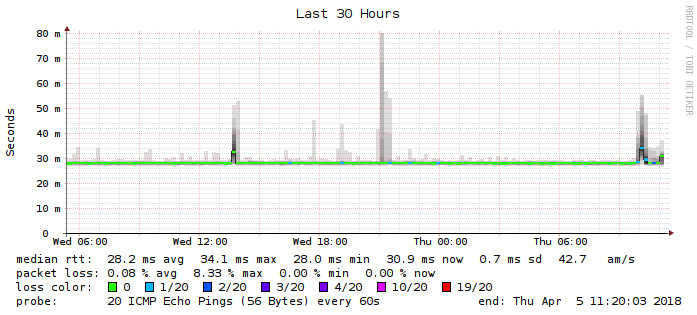 Last 30 Hours
RRDTOOL / TOBI OETIKER
Seconds
80 m
70 m
60 m
50 m
40 m
30 m
20 m
10 m
0
Wed 06:00 Wed 12:00 Wed 18:00 Thu 00:00 Thu 06:00
median rtt: 28.2 ms avg 34.1 ms max 28.0 ms min 30.9 ms now 0.7 ms sd 42.7 am/s
packet loss: 0.08 % avg 8.33 % max 0.00 % min 0.00 % now
loss color: 0 1/20 2/20 3/20 4/20 10/20 19/20
probe: 20 ICMP Echo Pings (56 Bytes) every 60s end: Thu Apr 5 11:20:03 2018